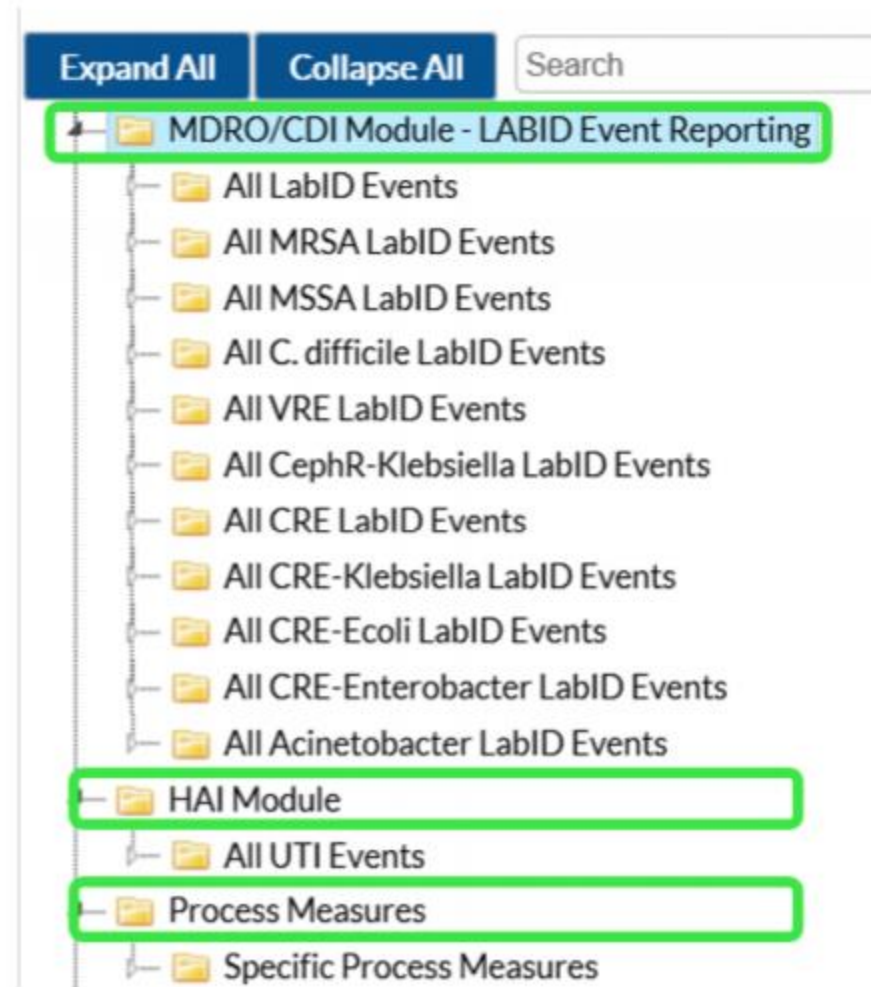 Expand All Collapse All Search
MDRO/CDI Module - LABID Event Reporting
All LabID Events
All MRSA LabID Events
All MSSA LabID Events
All C. difficile LabID Events
All VRE LabID Events
All CephR-Klebsiella LabID Events
All CRE LabID Events
All CRE-Klebsiella LabID Events
All CRE-Ecoli LabID Events
All CRE-Enterobacter LabID Events
All Acinetobacter LabID Events
HAI Module
All UTI Events
Process Measures
Specific Process Measures